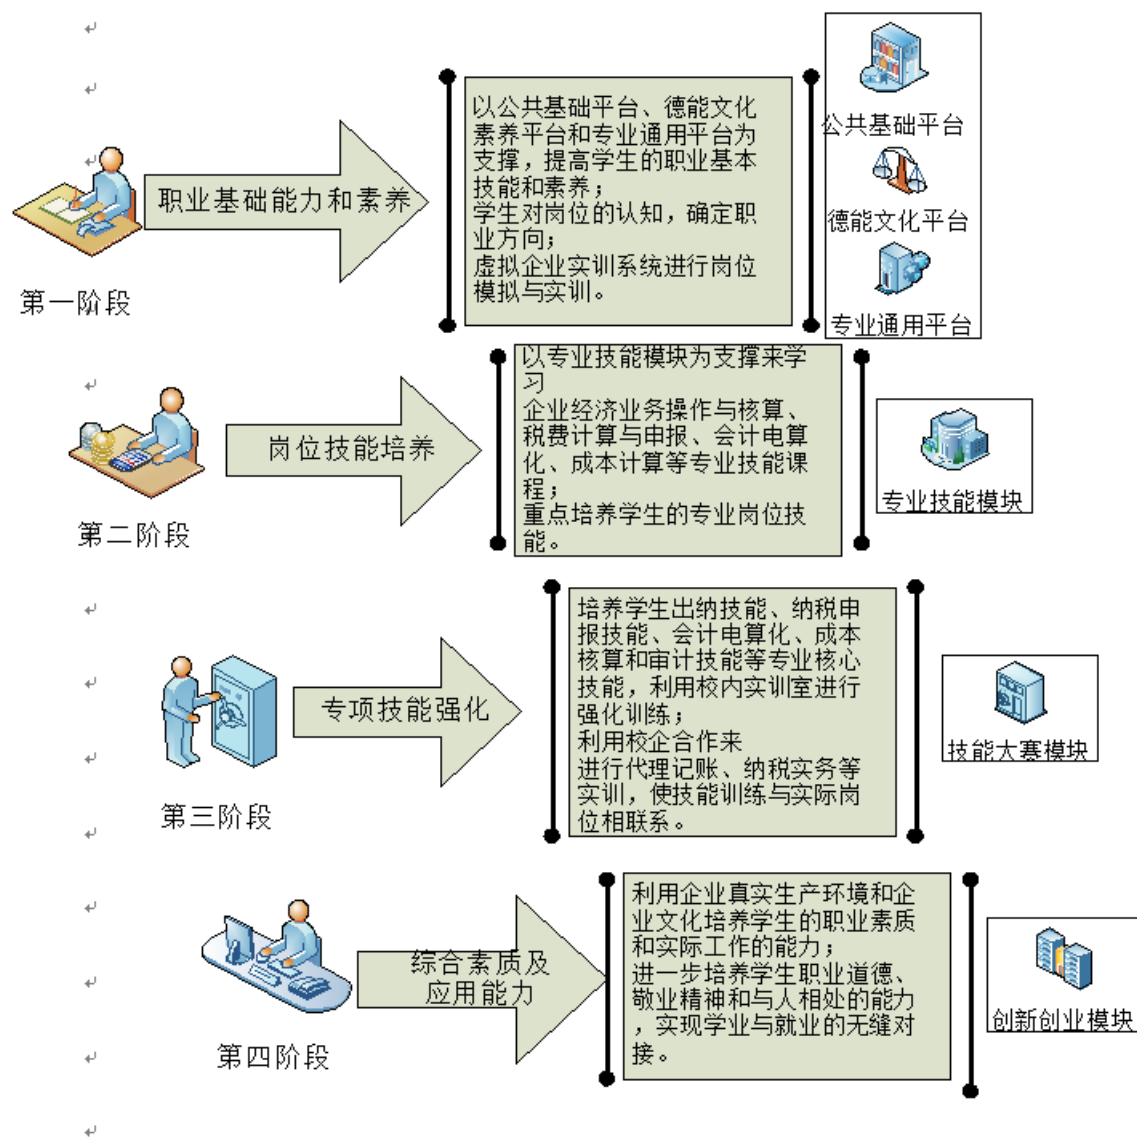 职业基础能力和素养
第一阶段
以公共基础平台、德能文化
素养平台和专业通用平台为
支撑，提高学生的职业基本
技能和素养；
学生对岗位的认知，确定职
业方向；
虚拟企业实训系统进行岗位
模拟与实训。
公共基础平台
德能文化平台
专业通用平台
岗位技能培养
第二阶段
以专业技能模块为支撑来学
习
企业经济业务操作与核算、
税费计算与申报、会计电算
化、成本计算等专业技能课
程；
重点培养学生的专业岗位技
能。
专业技能模块
专项技能强化
第三阶段
培养学生出纳技能、纳税申
报技能、会计电算化、成本
核算和审计技能等专业核心
技能，利用校内实训室进行
强化训练；
利用校企合作来
进行代理记账、纳税实务等
实训，使技能训练与实际岗
位相联系。
技能大赛模块
综合素质及
应用能力
第四阶段
利用企业真实生产环境和企
业文化培养学生的职业素质
和实际工作的能力；
进一步培养学生职业道德、
敬业精神和与人相处的能力
，实现学业与就业的无缝对
接。
创新创业模块